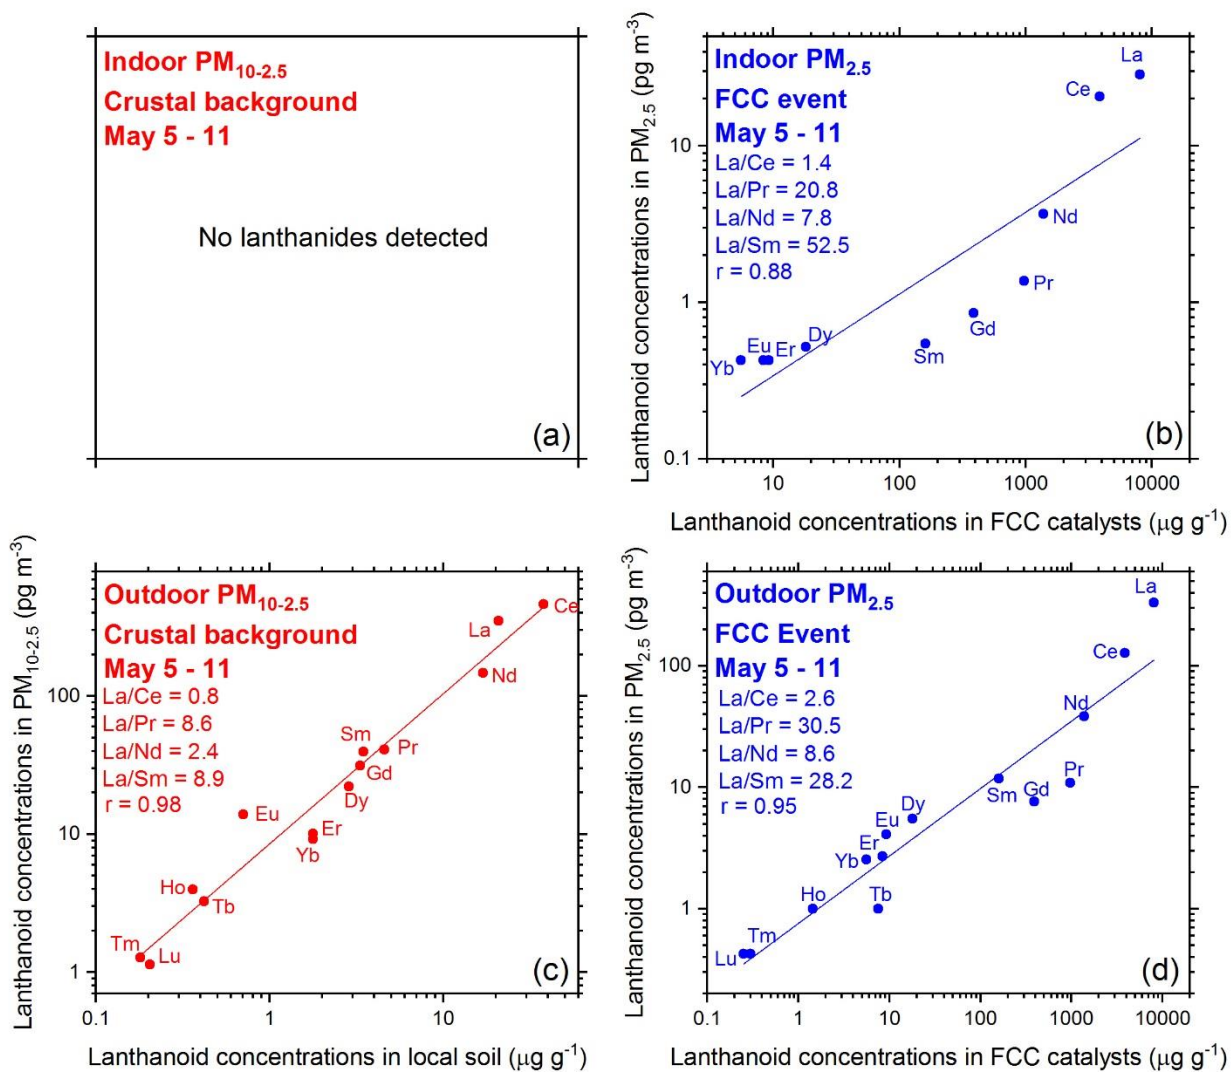 Indoor PM10-2.5
Crustal background
May 5 - 11
No lanthanides detected
(a)
Lanthanoid concentrations in PM2.5 (pg m-3)
10
1
0.1
Indoor PM2.5
FCC event
May 5 - 11
La/Ce = 1.4
La/Pr = 20.8
La/Nd = 7.8
La/Sm = 52.5
r = 0.88
La
Ce
Nd
Pr
Gd
Sm
Dy
Er
Eu
Yb
(b)
10
100
1000
10000
Lanthanoid concentrations in FCC catalysts (μg g-1)
Lanthanoid concentrations in PM10-2.5 (pg m-3)
100
10
1
Outdoor PM10-2.5
Crustal background
May 5 - 11
La/Ce = 0.8
La/Pr = 8.6
La/Nd = 2.4
La/Sm = 8.9
r = 0.98
Ce
La
Nd
Sm
Pr
Gd
Dy
Eu
Er
Yb
Ho
Tb
Tm
Lu
(c)
0.1
1
10
Lanthanoid concentrations in local soil (μg g-1)
Lanthanoid concentrations in PM2.5 (pg m-3)
100
10
1
Outdoor PM2.5
FCC Event
May 5 - 11
La/Ce = 2.6
La/Pr = 30.5
La/Nd = 8.6
La/Sm = 28.2
r = 0.95
La
Ce
Nd
Pr
Sm
Gd
Dy
Eu
Er
Yb
Ho
Tb
Tm
Lu
(d)
0.1
1
10
100
1000
10000
Lanthanoid concentrations in FCC catalysts (μg g-1)